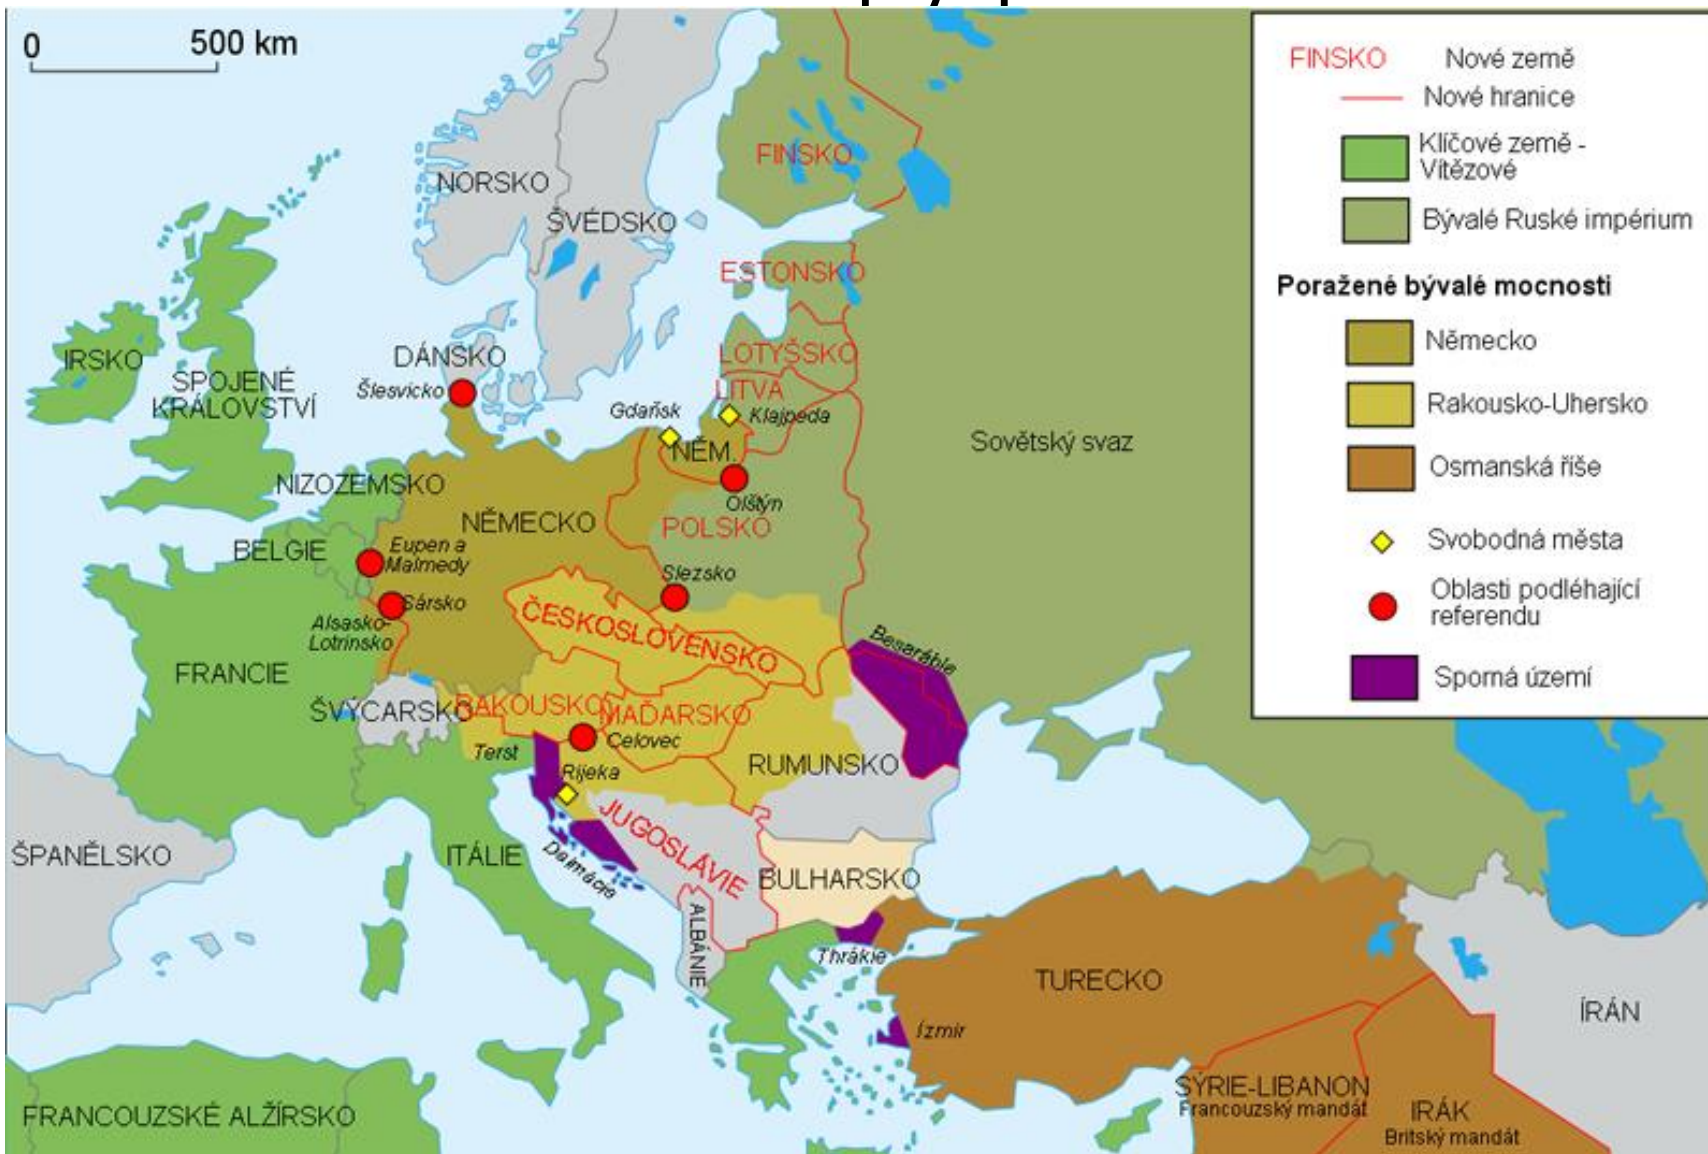 0
500 km
NORSKO
ŠVÉDSKO
FINSKO
ESTONSKO
LOTYŠSKO
LITVA
Klajpeda
IRSKO
SPOJENÉ
KRÁLOVSTVÍ
DÁNSKO
Šlesvicko
Gdaňsk
NĚM.
Olštýn
Sovětský svaz
NIZOZEMSKO
NĚMECKO
POLSKO
BELGIE
Eupen a
Malmedy
Slezsko
Sársko
Alsasko-
Lotrinsko
ČESKOSLOVENSKO
Besarábie
FRANCIE
ŠVÝCARSKO
RAKOUSKO
MAĎARSKO
Celovec
Terst
Rijeka
RUMUNSKO
JUGOSLÁVIE
ŠPANĚLSKO
ITÁLIE
Dalmácie
BULHARSKO
ALBÁNIE
Thrákie
TURECKO
Ízmir
ÍRÁN
FRANCOUZSKÉ ALŽÍRSKO
SÝRIE-LIBANON
Francouzský mandát
IRÁK
Britský mandát
FINSKO
Nové země
Nové hranice
Klíčové země -
Vítězové
Bývalé Ruské impérium
Poražené bývalé mocnosti
Německo
Rakousko-Uhersko
Osmanská říše
Svobodná města
Oblasti podléhající
referendu
Sporná území